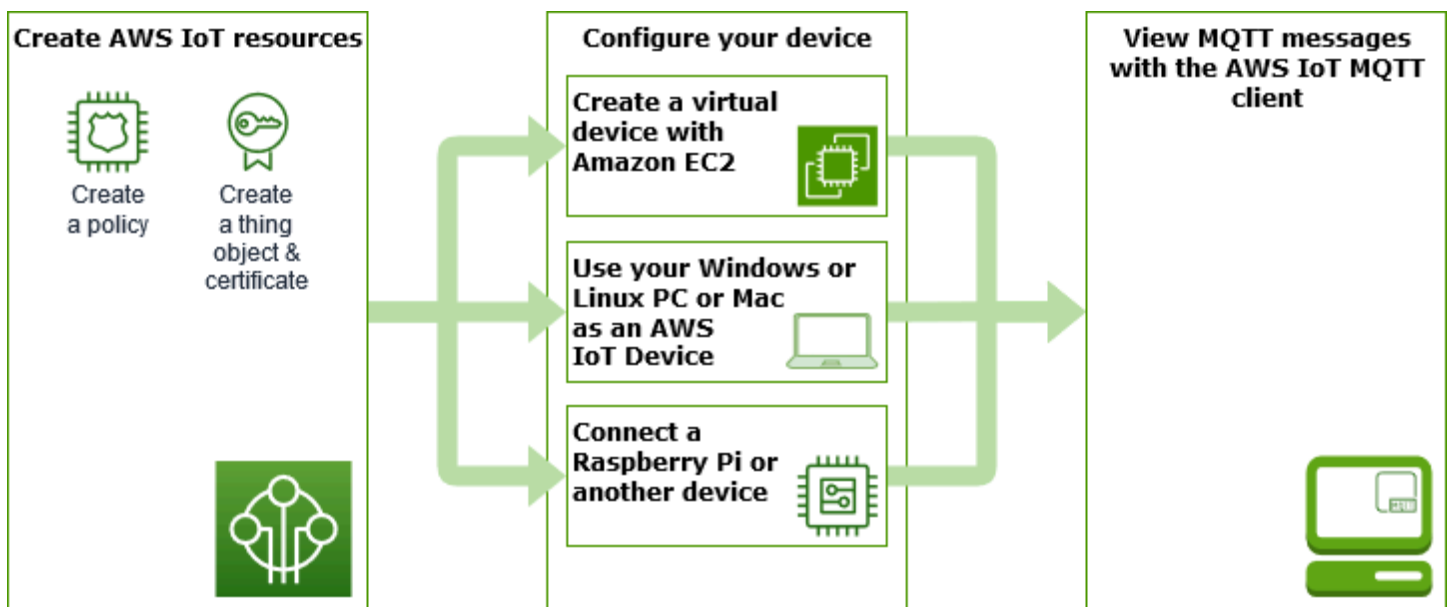 Create AWS IoT resources
Create
a policy
Create
a thing
object &
certificate
Configure your device
Create a virtual
device with
Amazon EC2
Use your Windows or
Linux PC or Mac
as an AWS
IoT Device
Connect a
Raspberry Pi or
another device
View MQTT messages
with the AWS IoT MQTT
client
MQTT